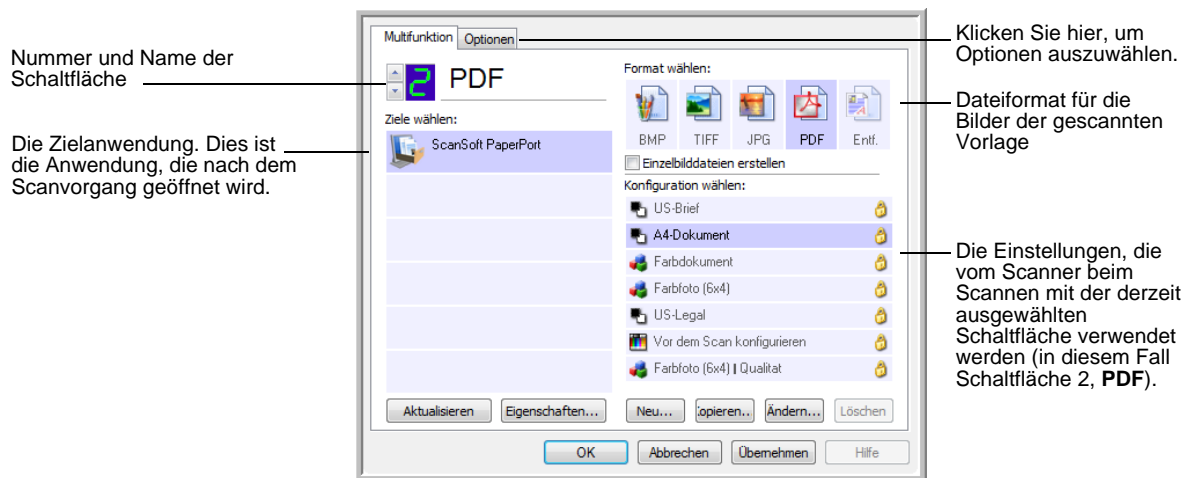 Nummer und Name der
Schaltfläche
Die Zielanwendung. Dies ist
die Anwendung, die nach dem
Scanvorgang geöffnet wird.
Multifunktion
Optionen
2
PDF
Ziele wählen:
ScanSoft PaperPort
Aktualisieren
Eigenschaften...
Format wählen:
BMP TIFF JPG PDF Entf.
Einzelbilddateien erstellen
Konfiguration wählen:
US-Brief
A4-Dokument
Farbdokument
Farbfoto (6x4)
US-Legal
Vor dem Scan konfigurieren
Farbfoto (6x4) | Qualitat
Neu... :opieren... Ändern... Löschen
OK Abbrechen Übernehmen Hilfe
Klicken Sie hier, um
Optionen auszuwählen.
Dateiformat für die
Bilder der gescannten
Vorlage
Die Einstellungen, die
vom Scanner beim
Scannen mit der derzeit
ausgewählten
Schaltfläche verwendet
werden (in diesem Fall
Schaltfläche 2, PDF).